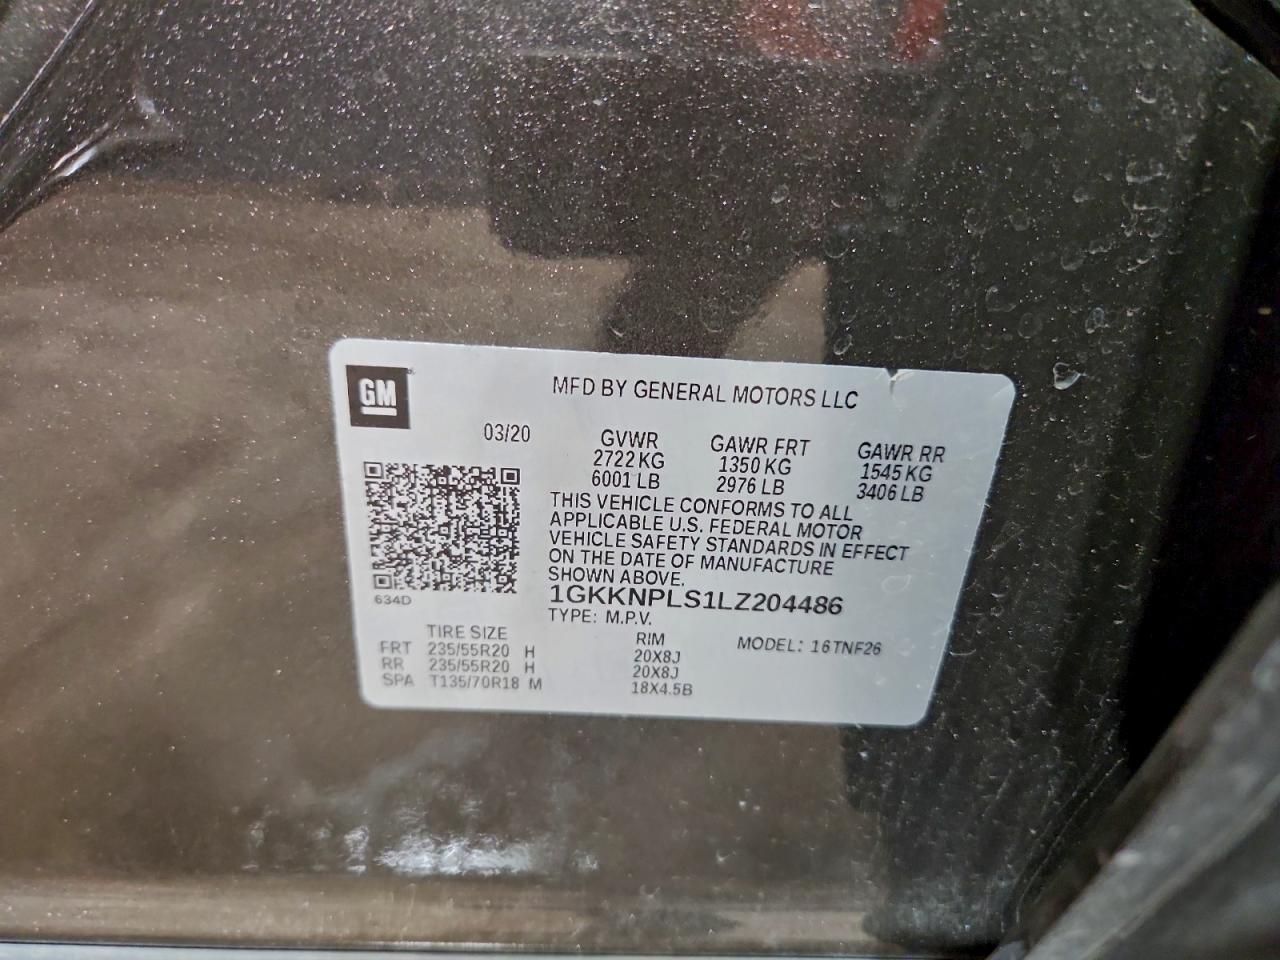 GM
MFD BY GENERAL MOTORS LLC
03/20
GVWR GAWR FRT GAWR RR
2722 KG 1350 KG 1545 KG
6001 LB 2976 LB 3406 LB
THIS VEHICLE CONFORMS TO ALL
APPLICABLE U.S. FEDERAL MOTOR
VEHICLE SAFETY STANDARDS IN EFFECT
ON THE DATE OF MANUFACTURE
SHOWN ABOVE.
634D
1GKKNPLS1LZ204486
TYPE: M.P.V.
TIRE SIZE RIM MODEL: 16TNF26
FRT 235/55R20 H 20X8J
RR 235/55R20 H 20X8J
SPA T135/70R18 M 18X4.5B